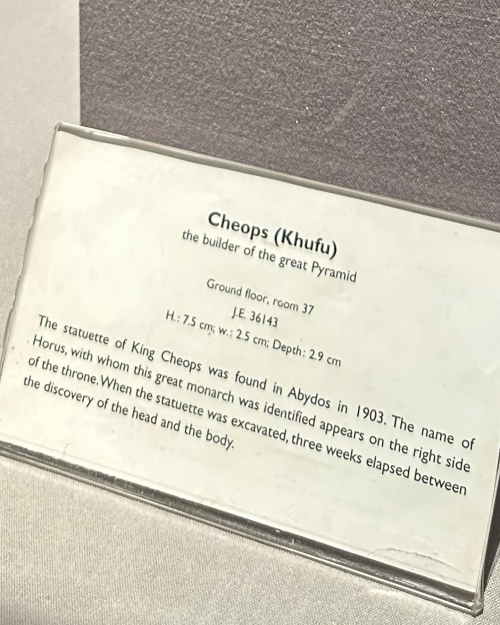 Cheops (Khufu)
the builder of the great Pyramid
Ground floor, room 37
J.E. 36143
H.: 7.5 cm; w.: 2.5 cm; Depth: 2.9 cm
The statuette of King Cheops was found in Abydos in 1903. The name of
Horus, with whom this great monarch was identified appears on the right side
of the throne. When the statuette was excavated, three weeks elapsed between
the discovery of the head and the body.